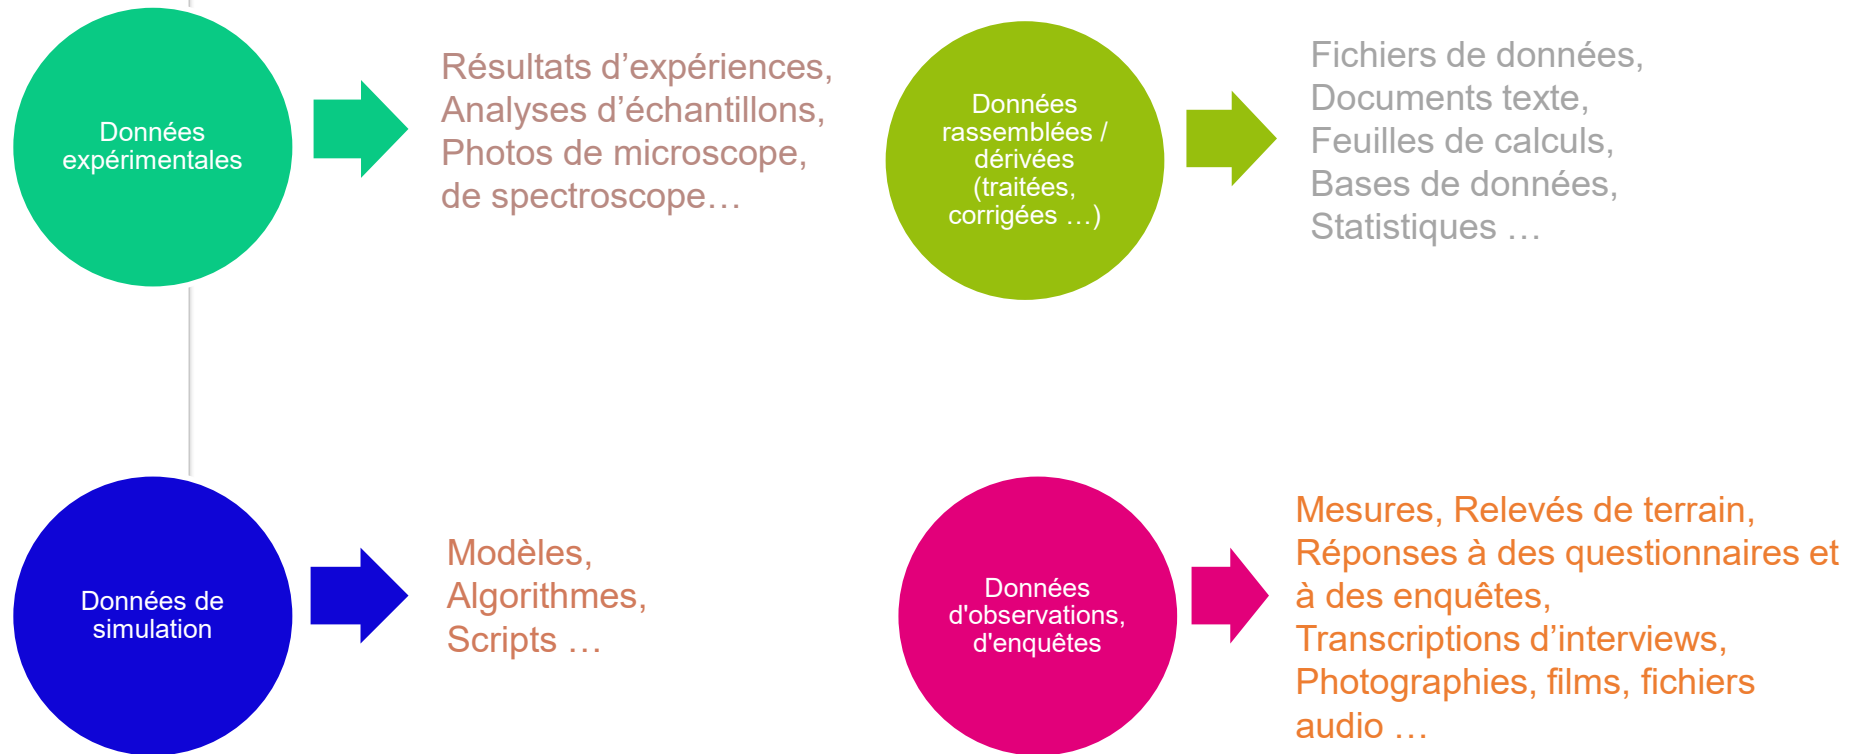 Données
expérimentales
Résultats d’expériences,
Analyses d’échantillons,
Photos de microscope,
de spectroscope…
Données
rassemblées /
dérivées
(traitées,
corrigées …)
Fichiers de données,
Documents texte,
Feuilles de calculs,
Bases de données,
Statistiques …
Données de
simulation
Modèles,
Algorithmes,
Scripts …
Données
d'observations,
d'enquêtes
Mesures, Relevés de terrain,
Réponses à des questionnaires et
à des enquêtes,
Transcriptions d’interviews,
Photographies, films, fichiers
audio …